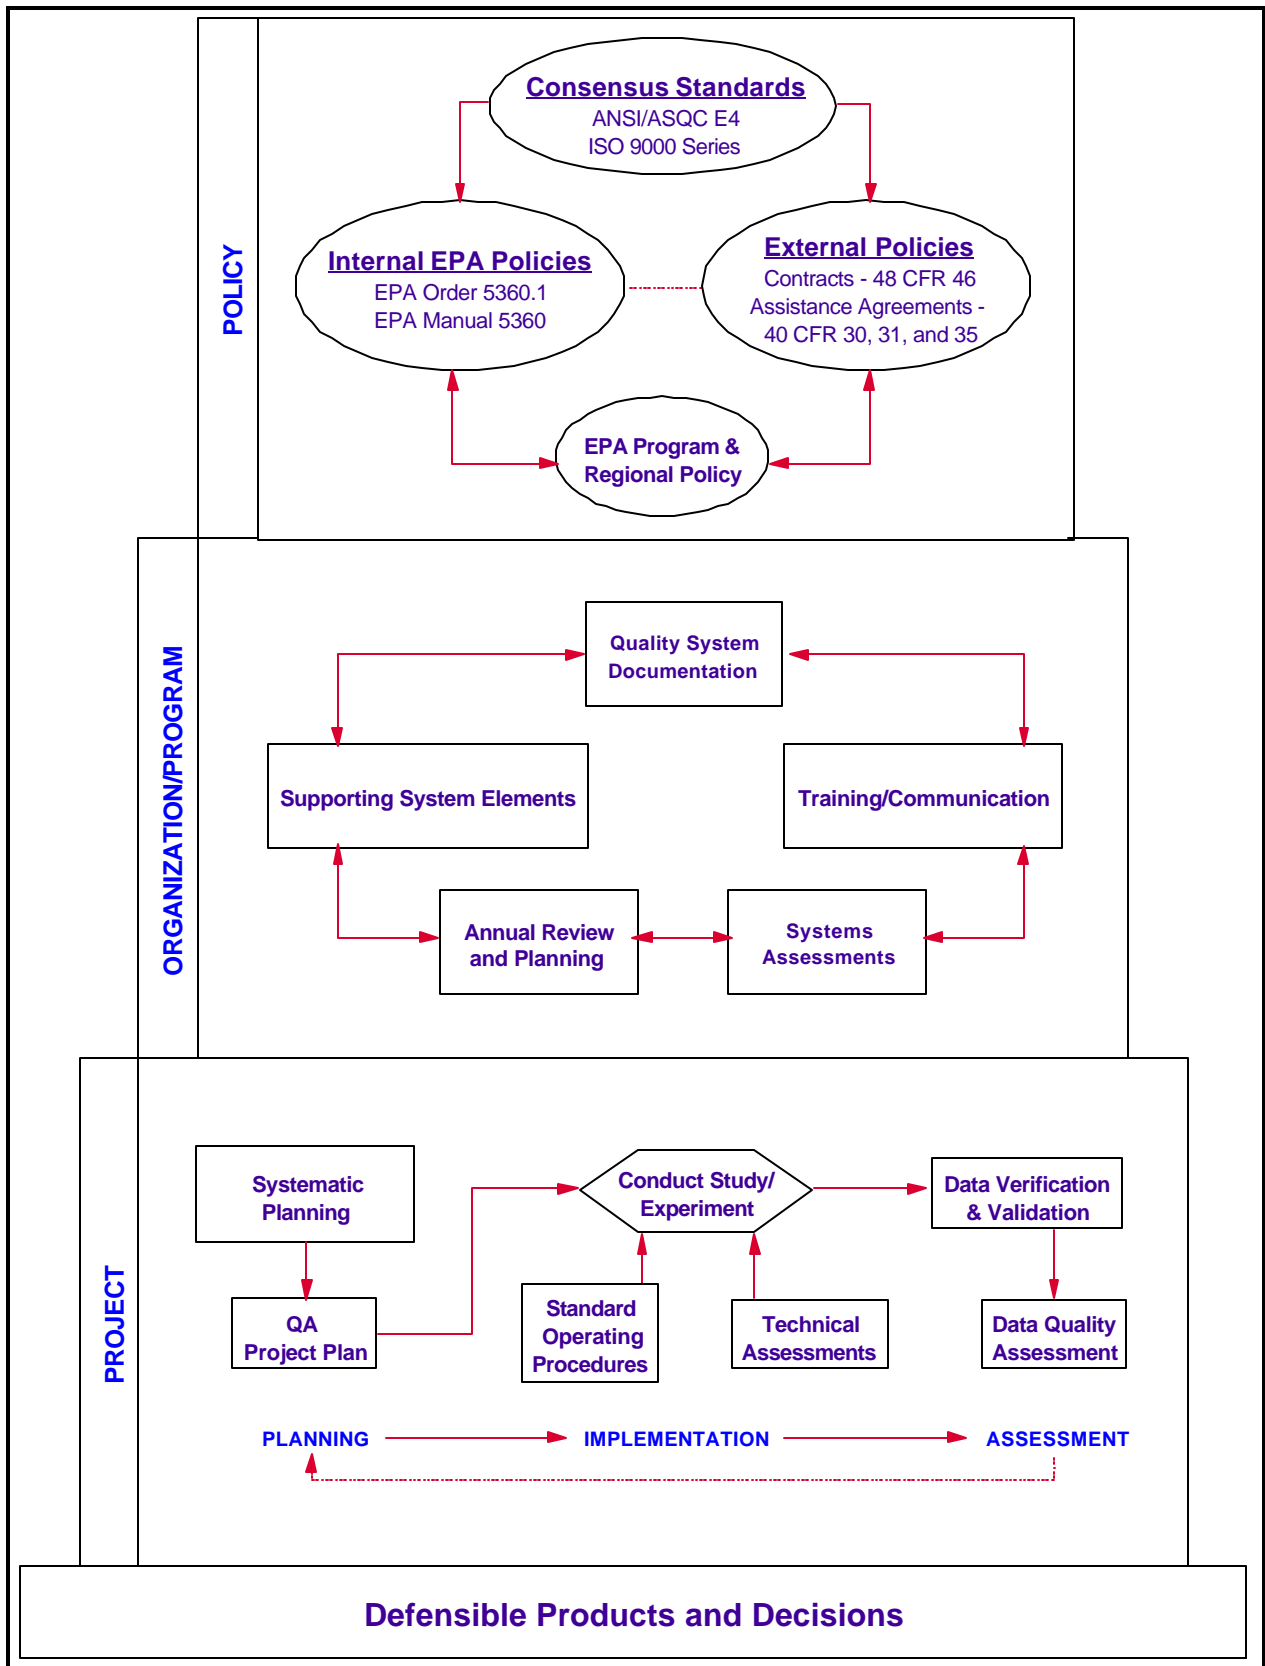 POLICY
Consensus Standards
ANSI/ASQC E4
ISO 9000 Series
Internal EPA Policies
EPA Order 5360.1
EPA Manual 5360
External Policies
Contracts - 48 CFR 46
Assistance Agreements -
40 CFR 30, 31, and 35
EPA Program &
Regional Policy
ORGANIZATION/PROGRAM
Quality System
Documentation
Supporting System Elements
Training/Communication
Annual Review
and Planning
Systems
Assessments
PROJECT
Systematic
Planning
Conduct Study/
Experiment
Data Verification
& Validation
QA
Project Plan
Standard
Operating
Procedures
Technical
Assessments
Data Quality
Assessment
PLANNING
IMPLEMENTATION
ASSESSMENT
Defensible Products and Decisions